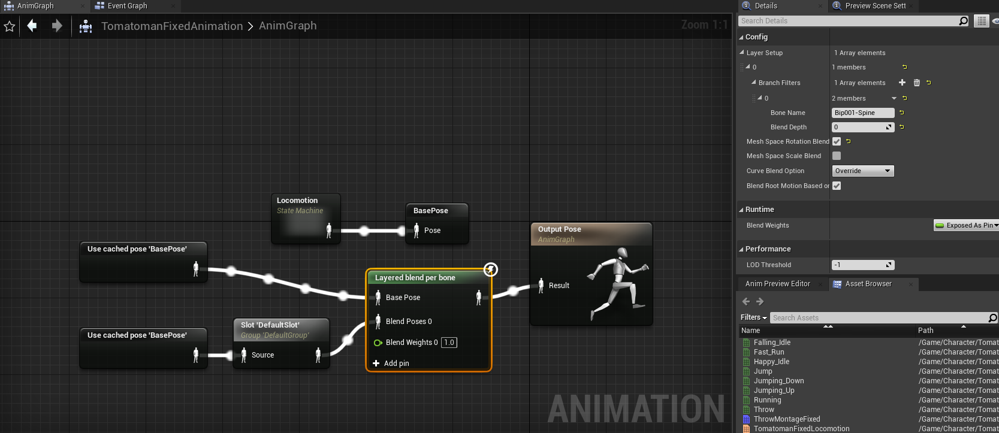 AnimGraph
Event Graph
TomatomanFixedAnimation > AnimGraph
Zoom 1:1
Locomotion
State Machine
BasePose
Pose
Use cached pose 'BasePose'
Output Pose
AnimGraph
Result
Layered blend per bone
Base Pose
Blend Poses 0
Blend Weights 0 1.0
Add pin
Use cached pose 'BasePose'
Slot 'DefaultSlot'
Group 'DefaultGroup'
Source
ANIMATION
Details
Preview Scene Sett
Search Details
Config
Layer Setup 1 Array elements
0 1 members
Branch Filters 1 Array elements
0 2 members
Bone Name Bip001-Spine
Blend Depth 0
Mesh Space Rotation Blend
Mesh Space Scale Blend
Curve Blend Option Override
Blend Root Motion Based or
Runtime
Blend Weights Exposed As Pin
Performance
LOD Threshold -1
Anim Preview Editor
Asset Browser
Filters Search Assets
Name Path
Falling_Idle /Game/Character/Tomat
Fast_Run /Game/Character/Tomat
Happy_Idle /Game/Character/Tomat
Jump /Game/Character/Tomat
Jumping_Down /Game/Character/Tomat
Jumping_Up /Game/Character/Tomat
Running /Game/Character/Tomat
Throw /Game/Character/Tomat
ThrowMontageFixed /Game/Character/Tomat
TomatomanFixedLocomotion /Game/Character/Tomat